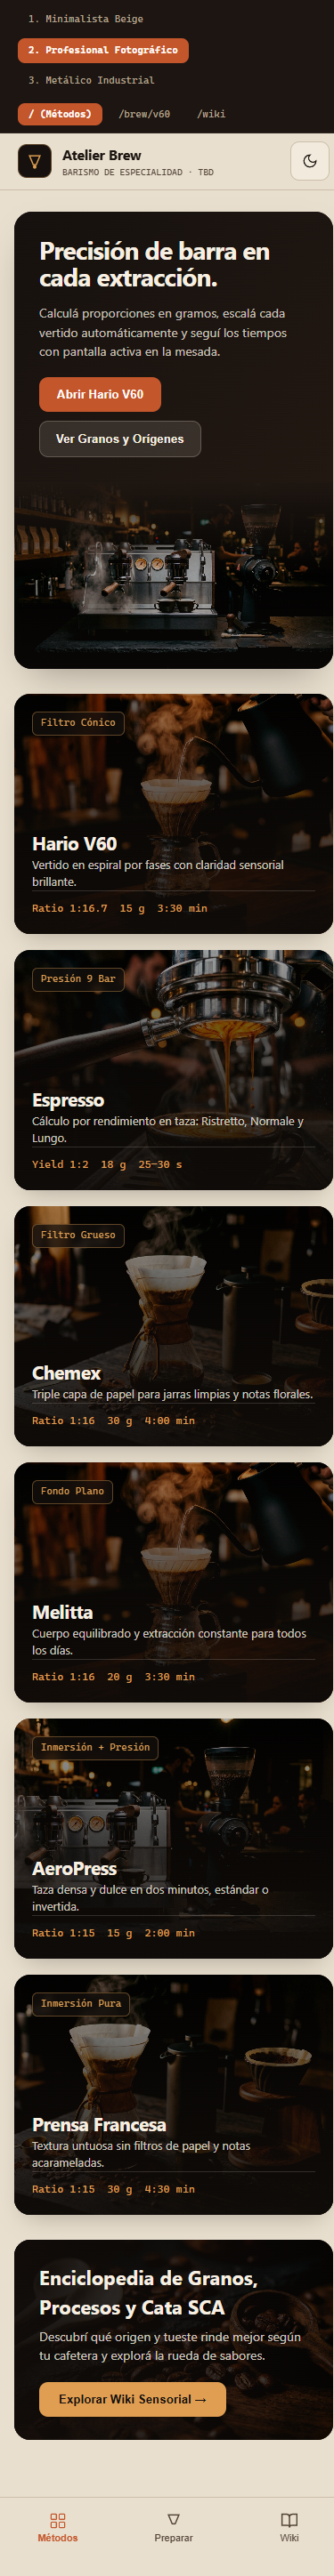 1. Minimalista Beige
2. Profesional Fotográfico
3. Metálico Industrial
/ (Métodos) /brew/v60 /wiki
Atelier Brew
BARISMO DE ESPECIALIDAD · TBD
Precisión de barra en
cada extracción.
Calculá proporciones en gramos, escalá cada
vertido automáticamente y seguí los tiempos
con pantalla activa en la mesada.
Abrir Hario V60
Ver Granos y Orígenes
Filtro Cónico
Hario V60
Vertido en espiral por fases con claridad sensorial
brillante.
Ratio 1:16.7 15 g 3:30 min
Presión 9 Bar
Espresso
Cálculo por rendimiento en taza: Ristretto, Normale y
Lungo.
Yield 1:2 18 g 25–30 s
Filtro Grueso
Chemex
Triple capa de papel para jarras limpias y notas florales.
Ratio 1:16 30 g 4:00 min
Fondo Plano
Melitta
Cuerpo equilibrado y extracción constante para todos
los días.
Ratio 1:16 20 g 3:30 min
Inmersión + Presión
AeroPress
Taza densa y dulce en dos minutos, estándar o
invertida.
Ratio 1:15 15 g 2:00 min
Inmersión Pura
Prensa Francesa
Textura untuosa sin filtros de papel y notas
acarameladas.
Ratio 1:15 30 g 4:30 min
Enciclopedia de Granos,
Procesos y Cata SCA
Descubrí qué origen y tueste rinde mejor según
tu cafetera y explorá la rueda de sabores.
Explorar Wiki Sensorial →
Métodos Preparar Wiki